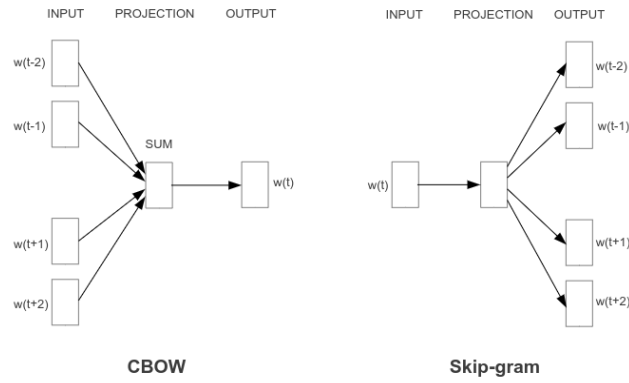 INPUT PROJECTION OUTPUT
w(t-2)
w(t-1)
SUM
w(t)
w(t+1)
w(t+2)
CBOW
INPUT PROJECTION OUTPUT
w(t-2)
w(t-1)
w(t)
w(t+1)
w(t+2)
Skip-gram